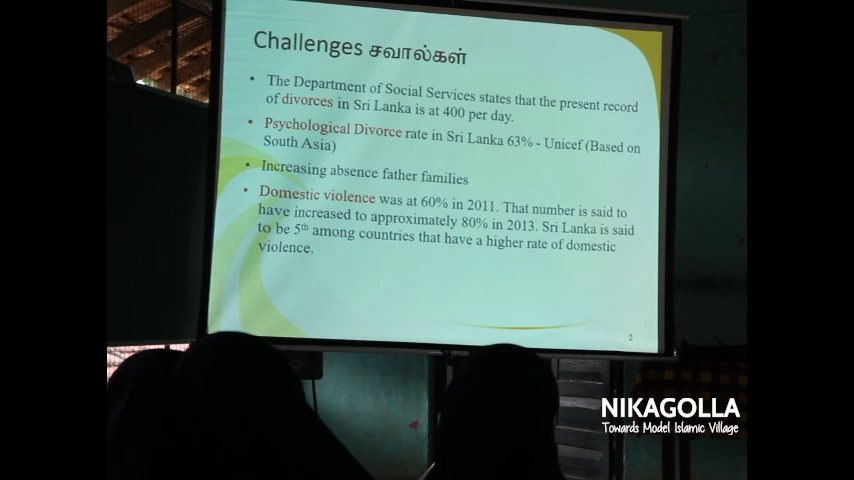 Challenges சவால்கள்
• The Department of Social Services states that the present record
of divorces in Sri Lanka is at 400 per day.
• Psychological Divorce rate in Sri Lanka 63% - Unicef (Based on
South Asia)
• Increasing absence father families
• Domestic violence was at 60% in 2011. That number is said to
have increased to approximately 80% in 2013. Sri Lanka is said
to be 5th among countries that have a higher rate of domestic
violence.
2
NIKAGOLLA
Towards Model Islamic Village